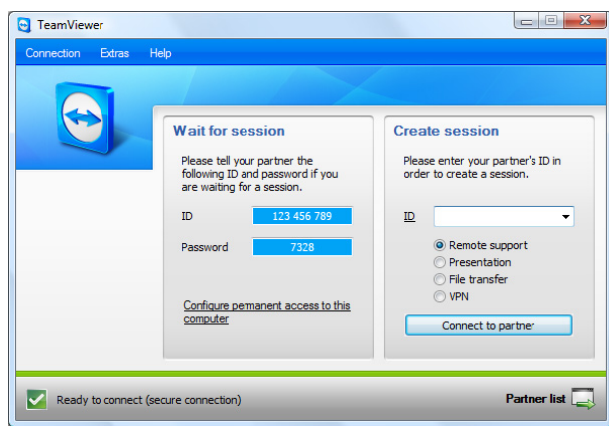 TeamViewer
Connection Extras Help
Wait for session
Please tell your partner the
following ID and password if you
are waiting for a session.
ID 123 456 789
Password 7328
Configure permanent access to this
computer
Create session
Please enter your partner's ID in
order to create a session.
ID
Remote support
Presentation
File transfer
VPN
Connect to partner
Ready to connect (secure connection)
Partner list